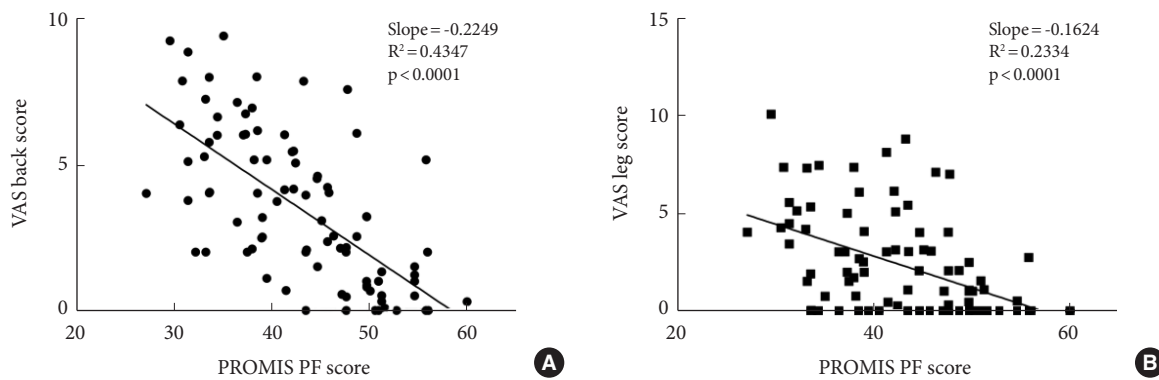 10
5
0
20
30
40
50
60
VAS back score
PROMIS PF score
Slope = -0.2249
R² = 0.4347
p < 0.0001
A
15
10
5
0
20
40
60
VAS leg score
PROMIS PF score
Slope = -0.1624
R² = 0.2334
p < 0.0001
B